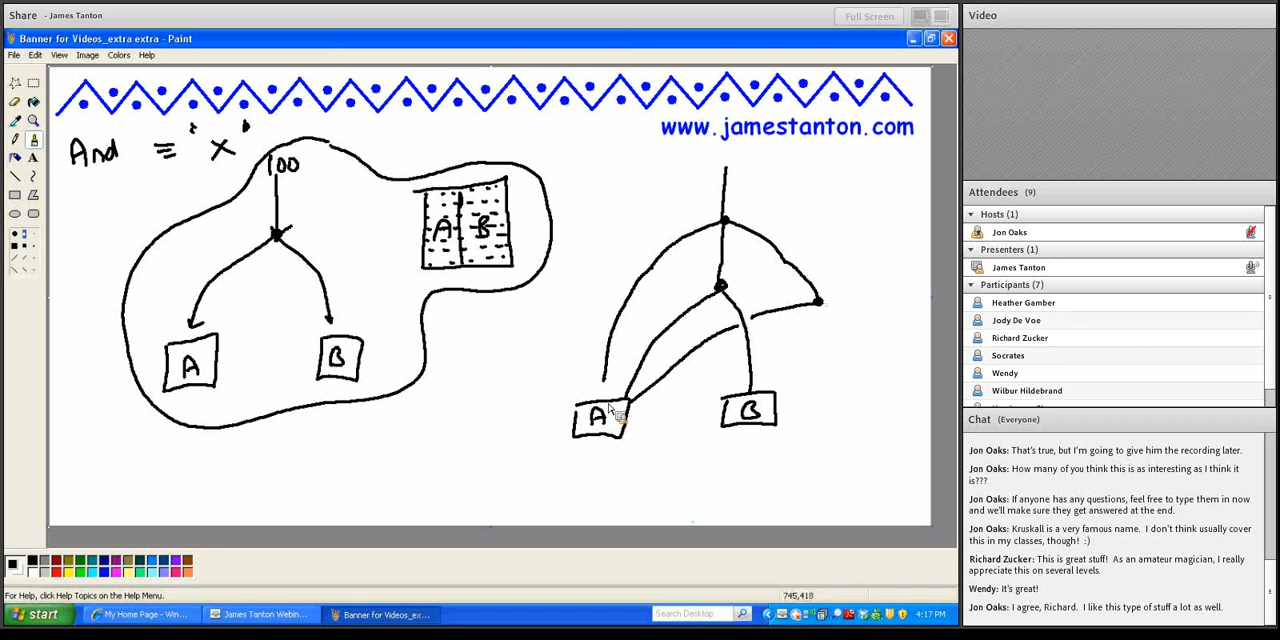 Share - James Tanton
Full Screen
Video
Banner for Videos_extra extra - Paint
File Edit View Image Colors Help
www.jamestanton.com
And ≡ "X"
100
A B
A
B
A
B
For Help, click Help Topics on the Help Menu.
745,418
start
My Home Page - Win...
James Tanton Webin...
Banner for Videos_ex...
Search Desktop
4:17 PM
Attendees (9)
Hosts (1)
Jon Oaks
Presenters (1)
James Tanton
Participants (7)
Heather Gamber
Jody De Voe
Richard Zucker
Socrates
Wendy
Wilbur Hildebrand
Chat (Everyone)
Jon Oaks: That's true, but I'm going to give him the recording later.
Jon Oaks: How many of you think this is as interesting as I think it
is???
Jon Oaks: If anyone has any questions, feel free to type them in now
and we'll make sure they get answered at the end.
Jon Oaks: Kruskall is a very famous name. I don't think usually cover
this in my classes, though! :)
Richard Zucker: This is great stuff! As an amateur magician, I really
appreciate this on several levels.
Wendy: It's great!
Jon Oaks: I agree, Richard. I like this type of stuff a lot as well.